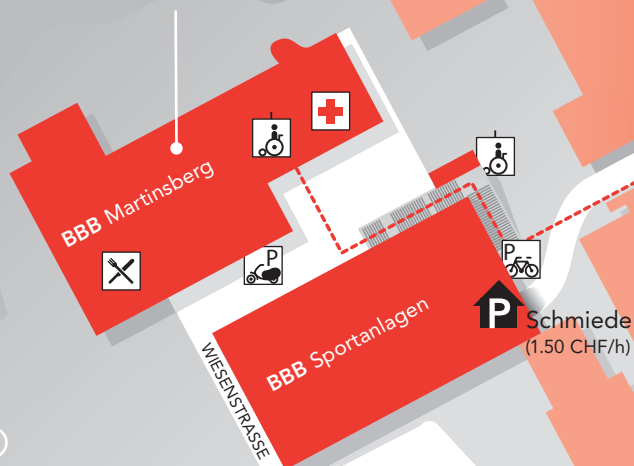 BBB Martinsberg
P
P
P
Schmiede
(1.50 CHF/h)
BBB Sportanlagen
WIESENSTRASSE